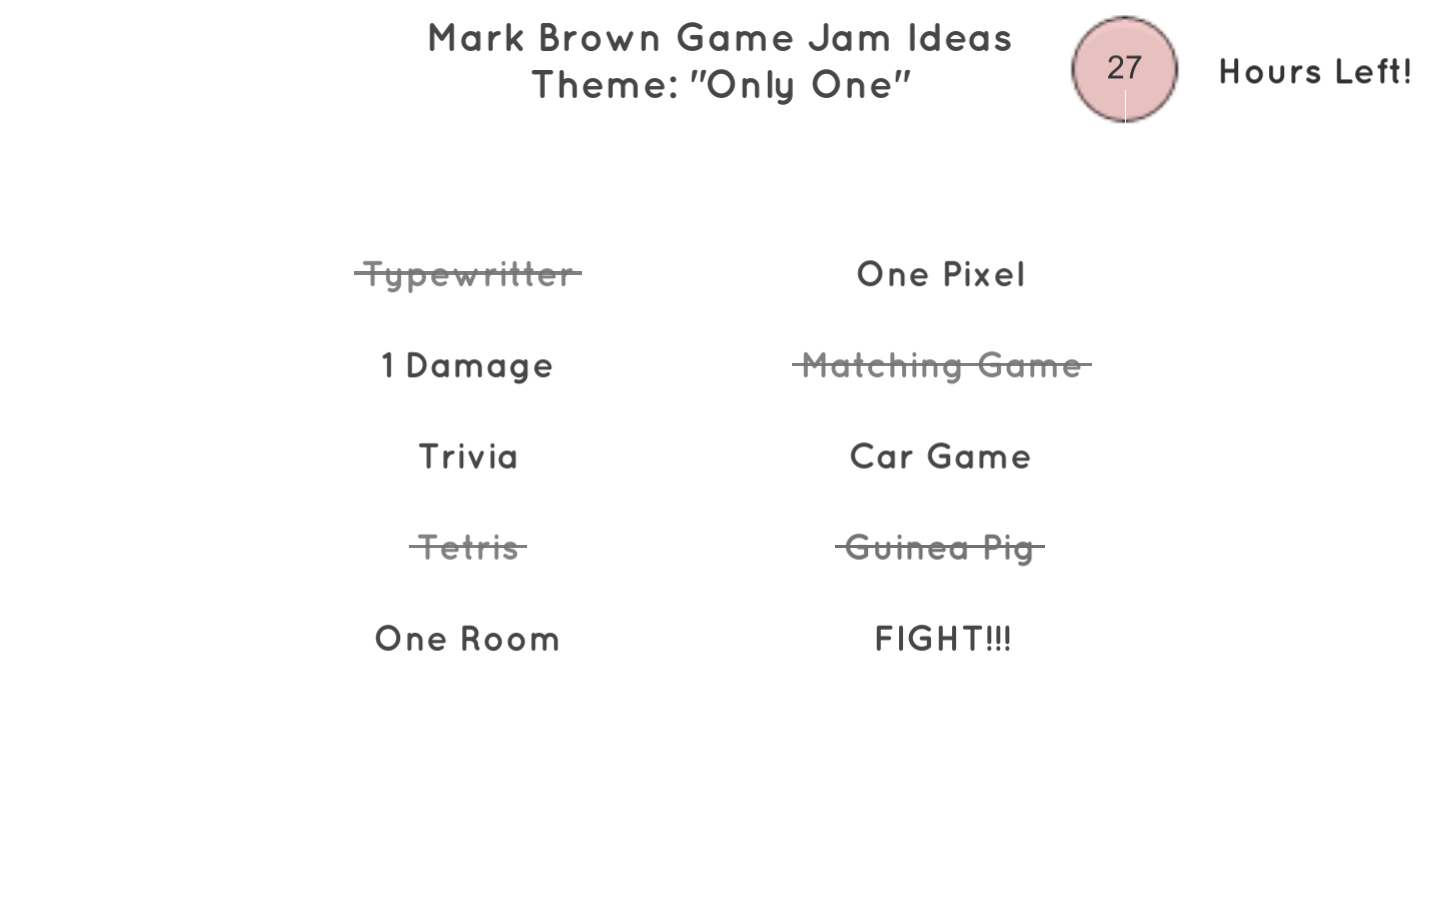 Mark Brown Game Jam Ideas
Theme: "Only One"
27
Hours Left!
Typewritter
One Pixel
1 Damage
Matching Game
Trivia
Car Game
Tetris
Guinea Pig
One Room
FIGHT!!!